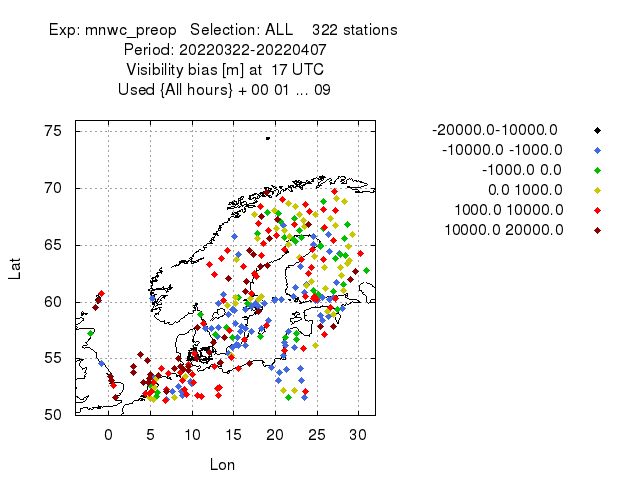 Exp: mnwc_preop   Selection: ALL    322 stations
Period: 20220322-20220407
Visibility bias [m] at  17 UTC
Used {All hours} + 00 01 ... 09
-20000.0-10000.0
-10000.0 -1000.0
-1000.0 0.0
0.0 1000.0
1000.0 10000.0
10000.0 20000.0
75
70
65
60
55
50
Lat
0 5 10 15 20 25 30
Lon